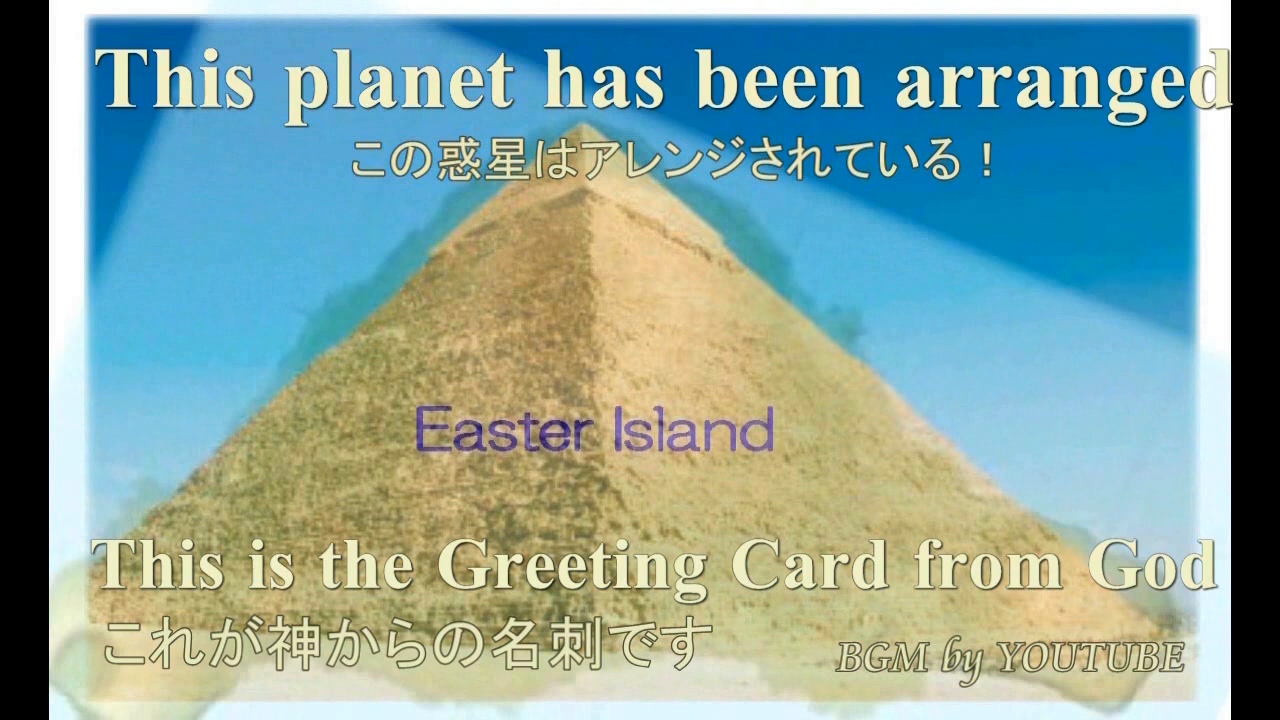 This planet has been arranged
この惑星はアレンジされている！
Easter Island
This is the Greeting Card from God
これが神からの名刺です
BGM by YOUTUBE